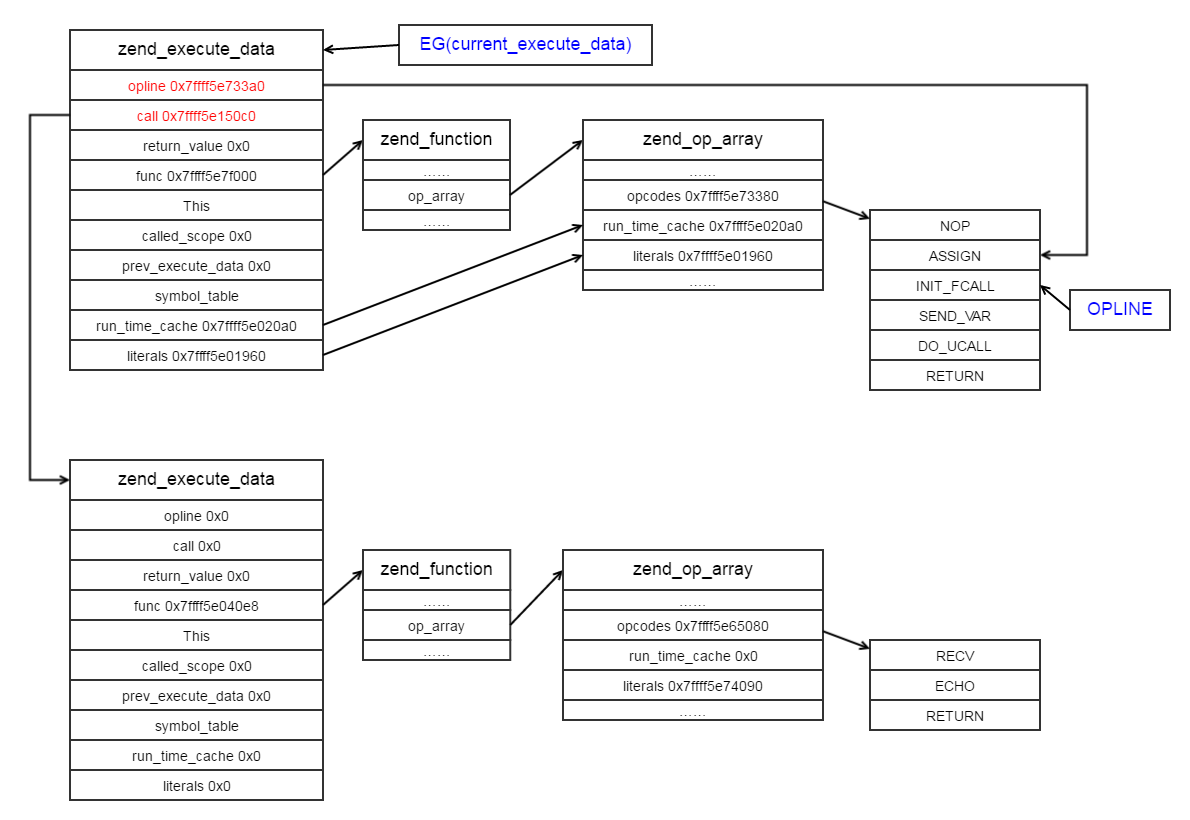 zend_execute_data
EG(current_execute_data)
opline 0x7ffff5e733a0
call 0x7ffff5e150c0
return_value 0x0
func 0x7ffff5e7f000
This
called_scope 0x0
prev_execute_data 0x0
symbol_table
run_time_cache 0x7ffff5e020a0
literals 0x7ffff5e01960
zend_function
......
op_array
......
zend_op_array
......
opcodes 0x7ffff5e73380
run_time_cache 0x7ffff5e020a0
literals 0x7ffff5e01960
......
NOP
ASSIGN
INIT_FCALL
SEND_VAR
DO_UCALL
RETURN
OPLINE
zend_execute_data
opline 0x0
call 0x0
return_value 0x0
func 0x7ffff5e040e8
This
called_scope 0x0
prev_execute_data 0x0
symbol_table
run_time_cache 0x0
literals 0x0
zend_function
......
op_array
......
zend_op_array
......
opcodes 0x7ffff5e65080
run_time_cache 0x0
literals 0x7ffff5e74090
......
RECV
ECHO
RETURN